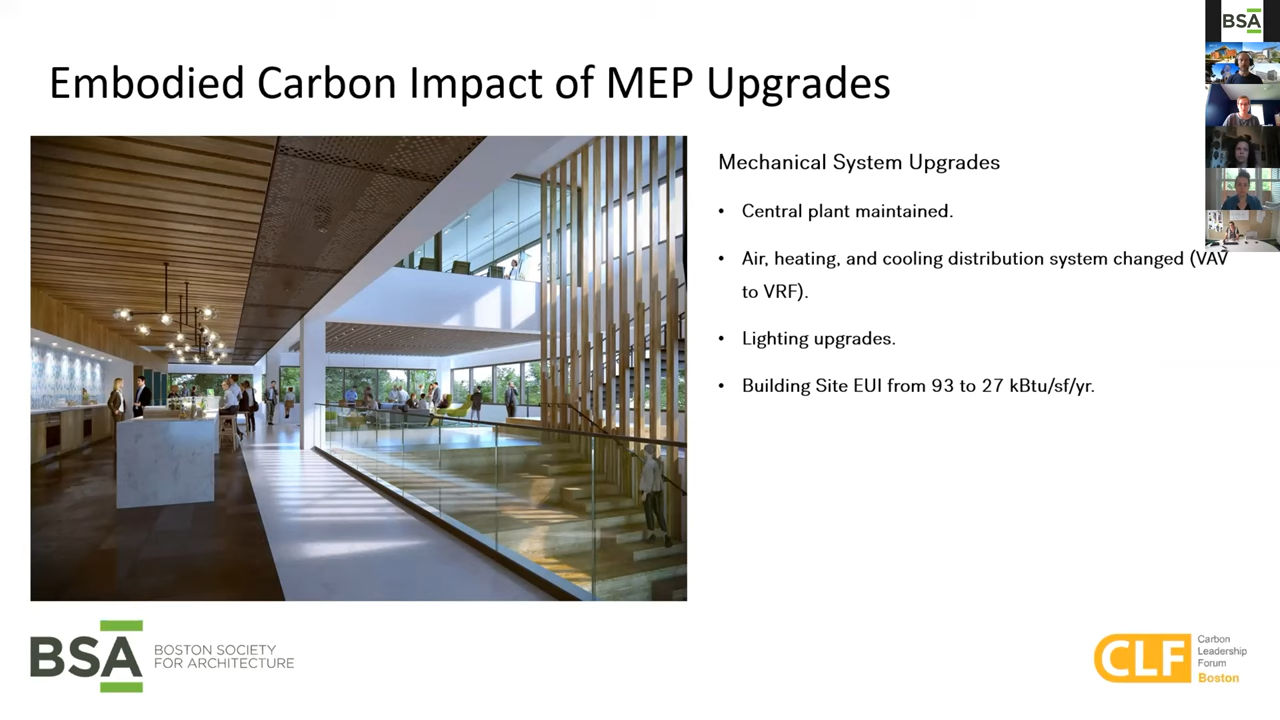 BSA
Embodied Carbon Impact of MEP Upgrades
Mechanical System Upgrades
• Central plant maintained.
• Air, heating, and cooling distribution system changed (VAV
to VRF).
• Lighting upgrades.
• Building Site EUI from 93 to 27 kBtu/sf/yr.
BSA
BOSTON SOCIETY
FOR ARCHITECTURE
CLF
Carbon
Leadership
Forum
Boston